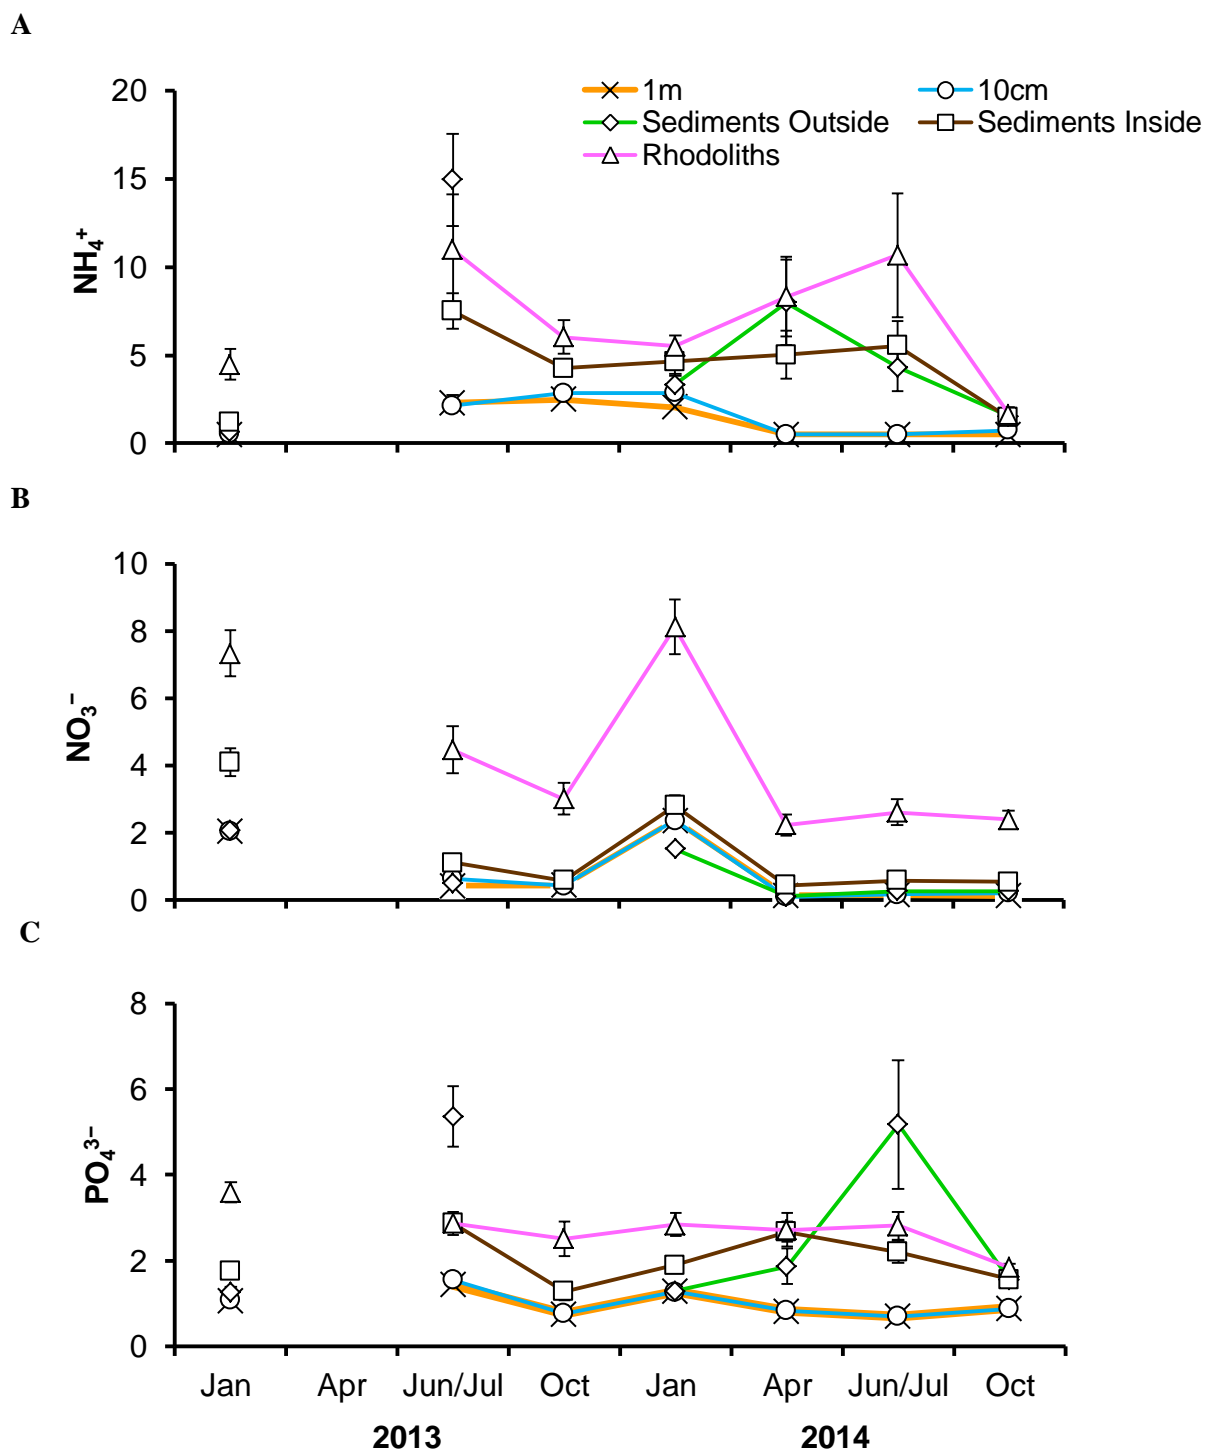 A
20
15
10
5
0
NH₄⁺
1m
10cm
Sediments Outside
Sediments Inside
Rhodoliths
B
10
8
6
4
2
0
NO₃⁻
C
8
6
4
2
0
PO₄³⁻
Jan Apr Jun/Jul Oct Jan Apr Jun/Jul Oct
2013 2014